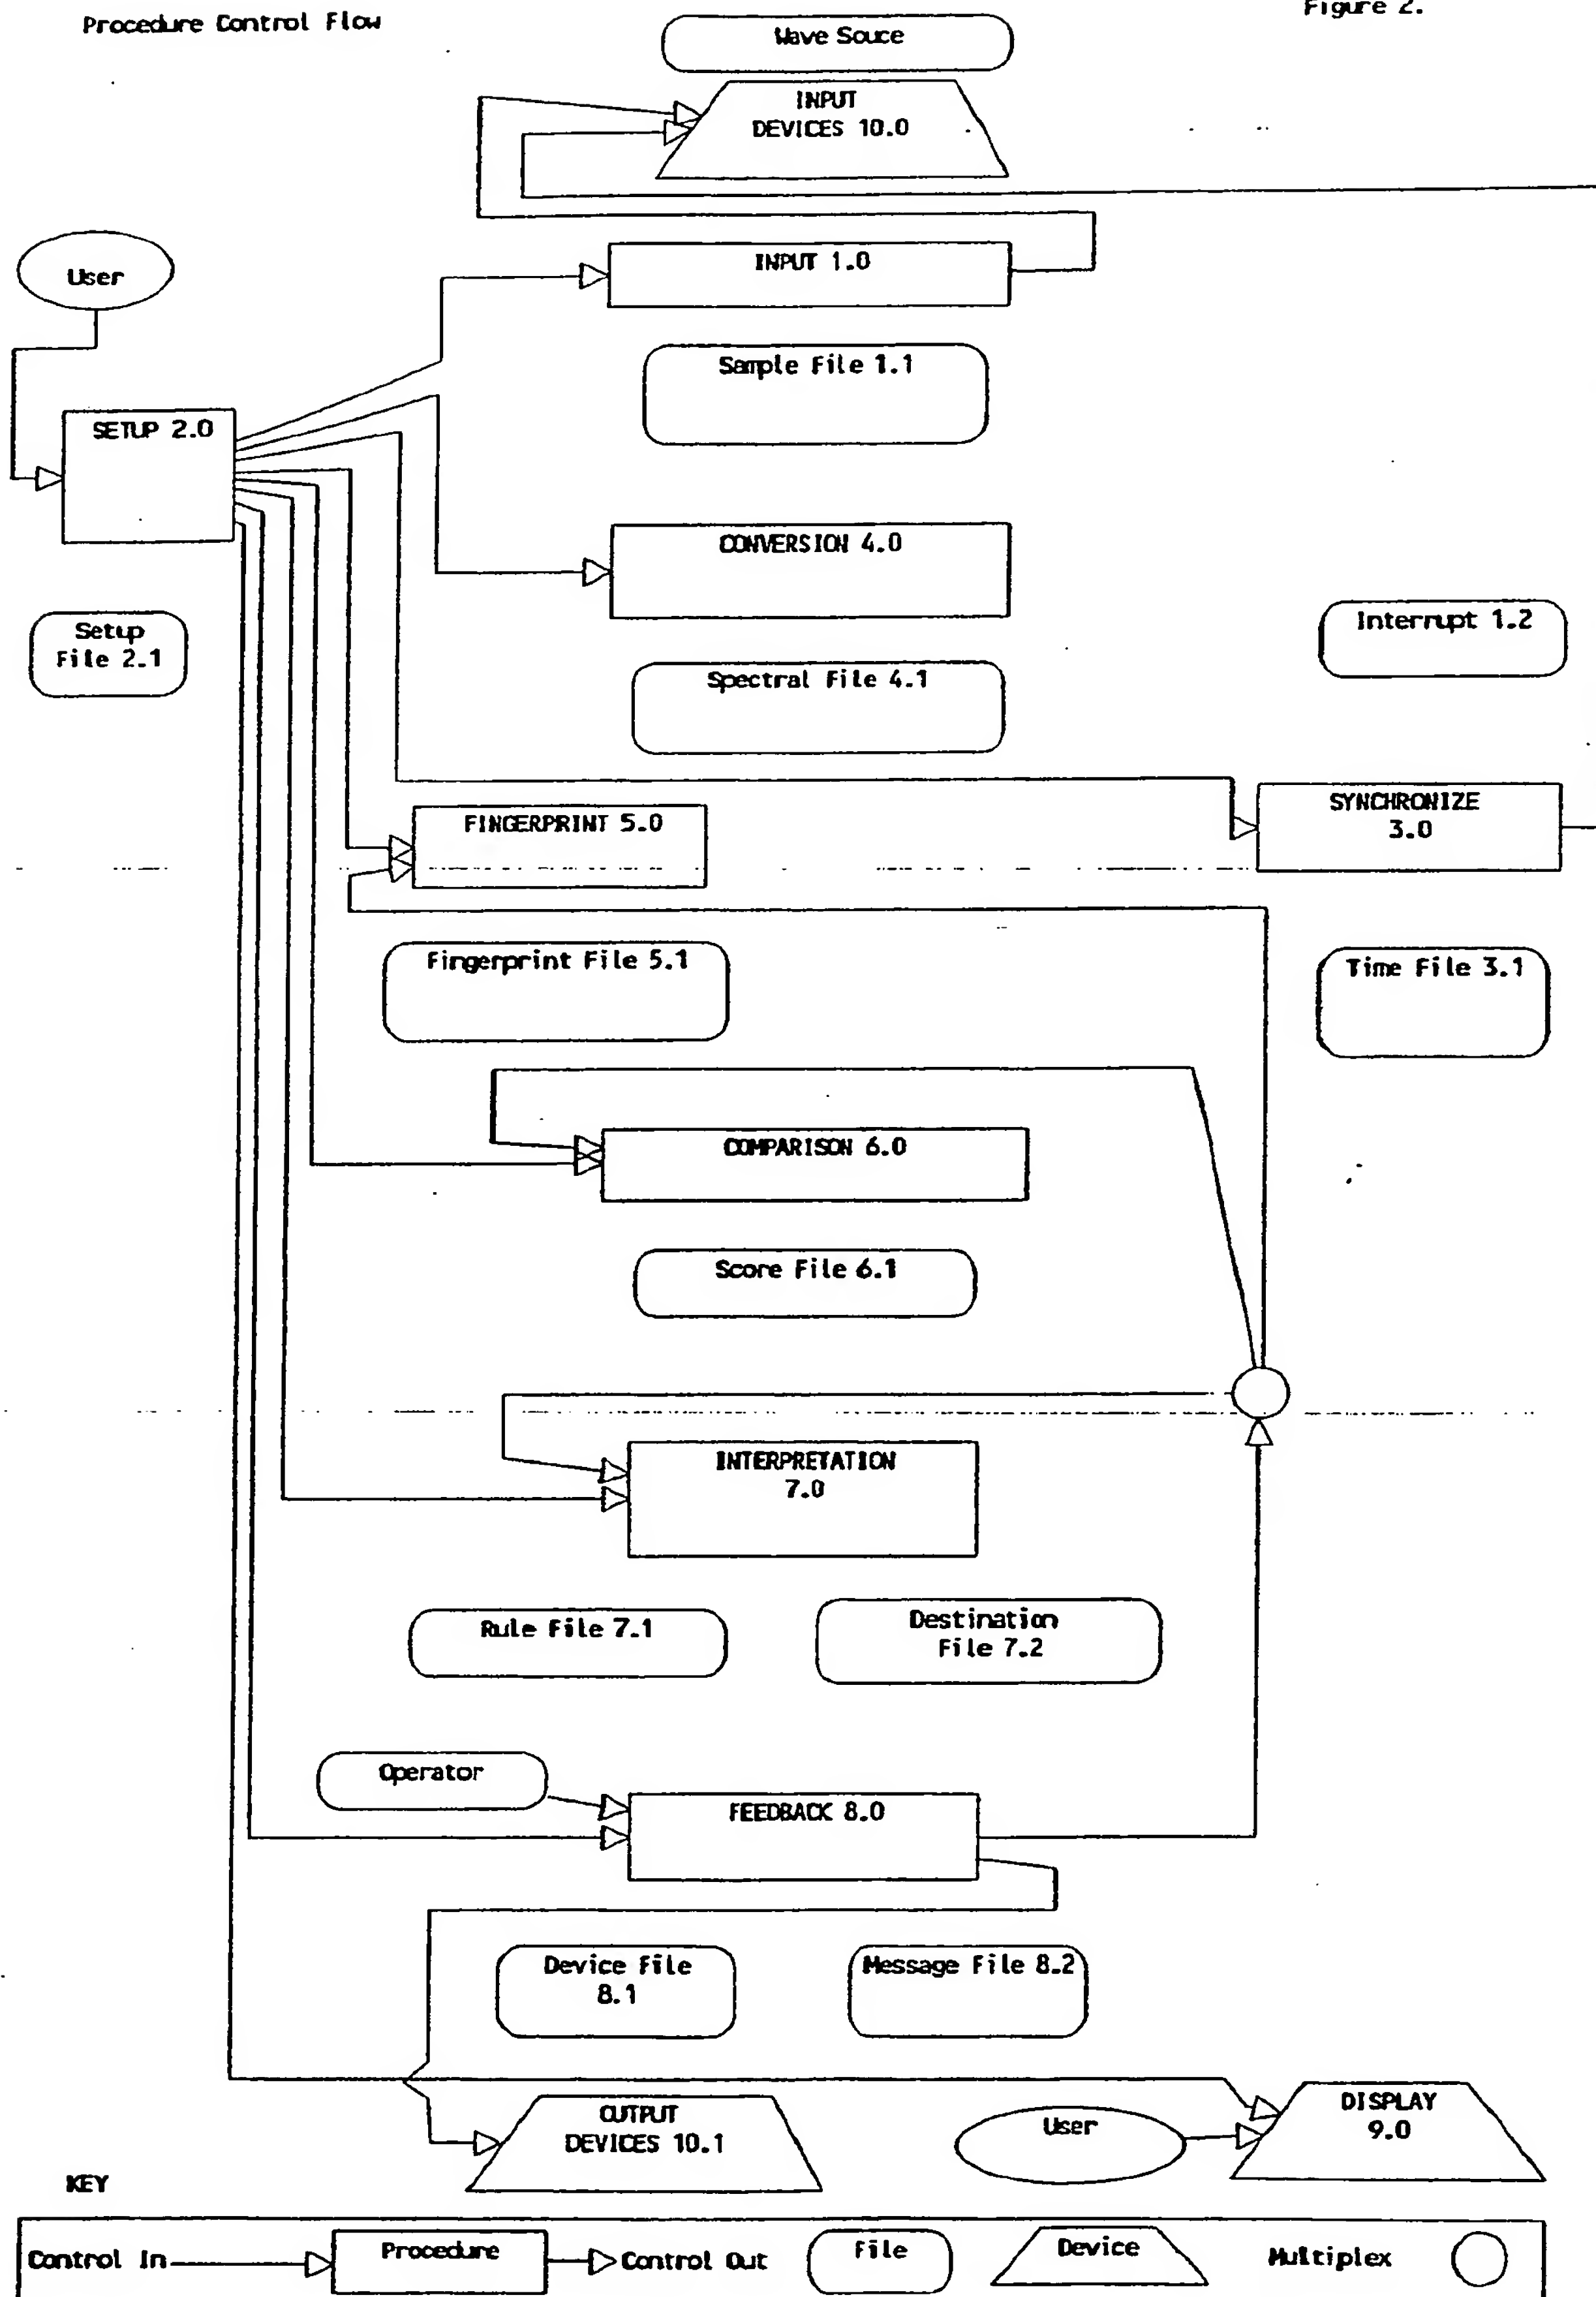 Procedure Control Flow
Figure 2.
Wave Souce
INPUT
DEVICES 10.0
INPUT 1.0
User
Sample File 1.1
SETUP 2.0
CONVERSION 4.0
Setup
File 2.1
Interrupt 1.2
Spectral File 4.1
SYNCHRONIZE
3.0
FINGERPRINT 5.0
Fingerprint File 5.1
Time File 3.1
COMPARISON 6.0
Score File 6.1
INTERPRETATION
7.0
Rule File 7.1
Destination
File 7.2
Operator
FEEDBACK 8.0
Device File
8.1
Message File 8.2
OUTPUT
DEVICES 10.1
User
DISPLAY
9.0
KEY
Control In
Procedure
Control Out
File
Device
Multiplex